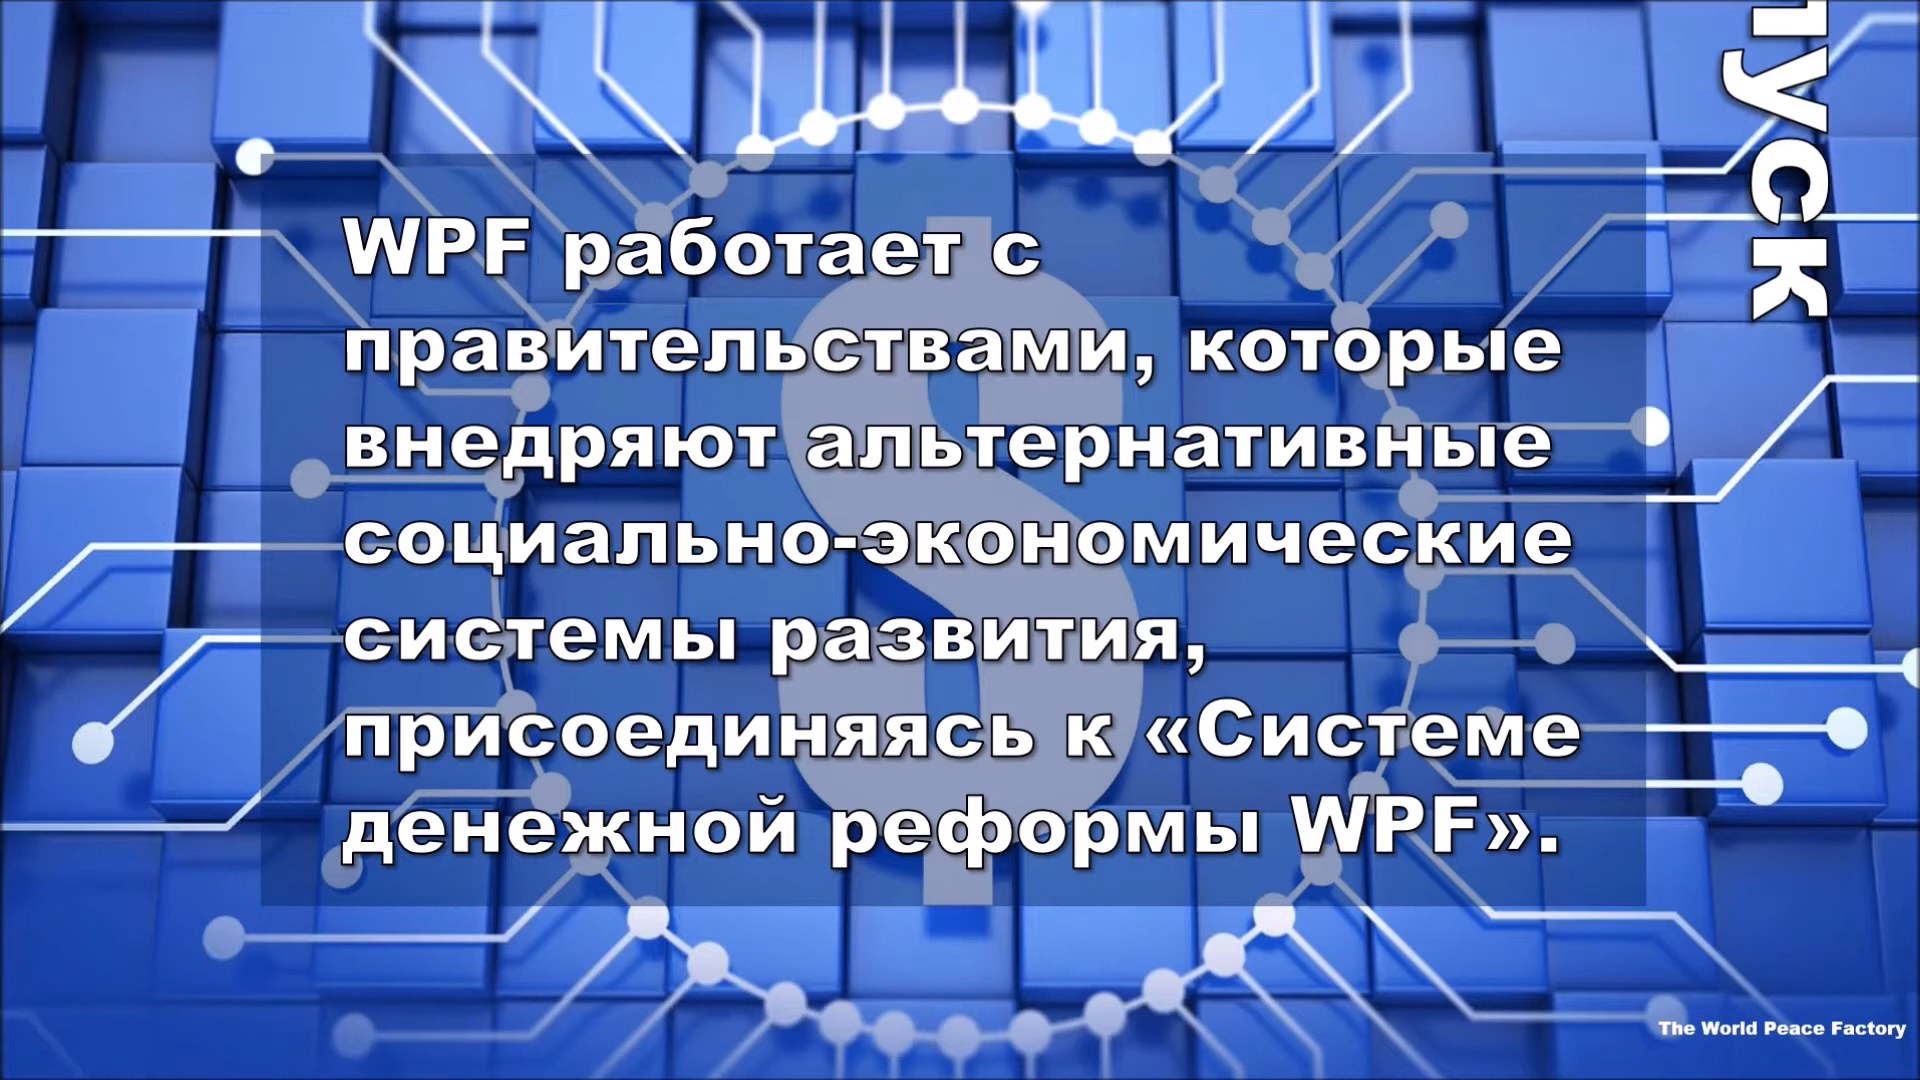 WPF работает с
правительствами, которые
внедряют альтернативные
социально-экономические
системы развития,
присоединяясь к «Системе
денежной реформы WPF».
The World Peace Factory